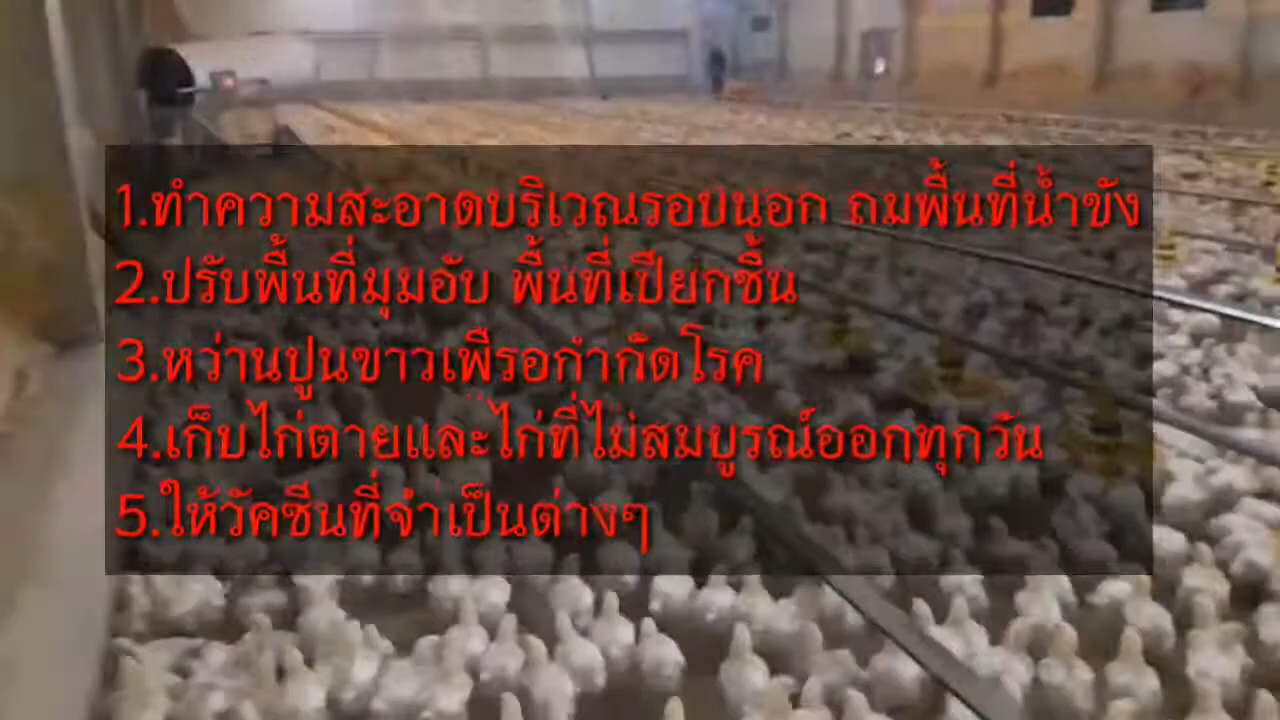 1.ทำความสะอาดบริเวณรอบนอก ถมพื้นที่น้ำขัง
2.ปรับพื้นที่มุมอับ พื้นที่เปียกชื้น
3.หว่านปูนขาวเพื่อรอกำกัดโรค
4.เก็บไก่ตายและไก่ที่ไม่สมบูรณ์ออกทุกวัน
5.ให้วัคซีนที่จำเป็นต่างๆ